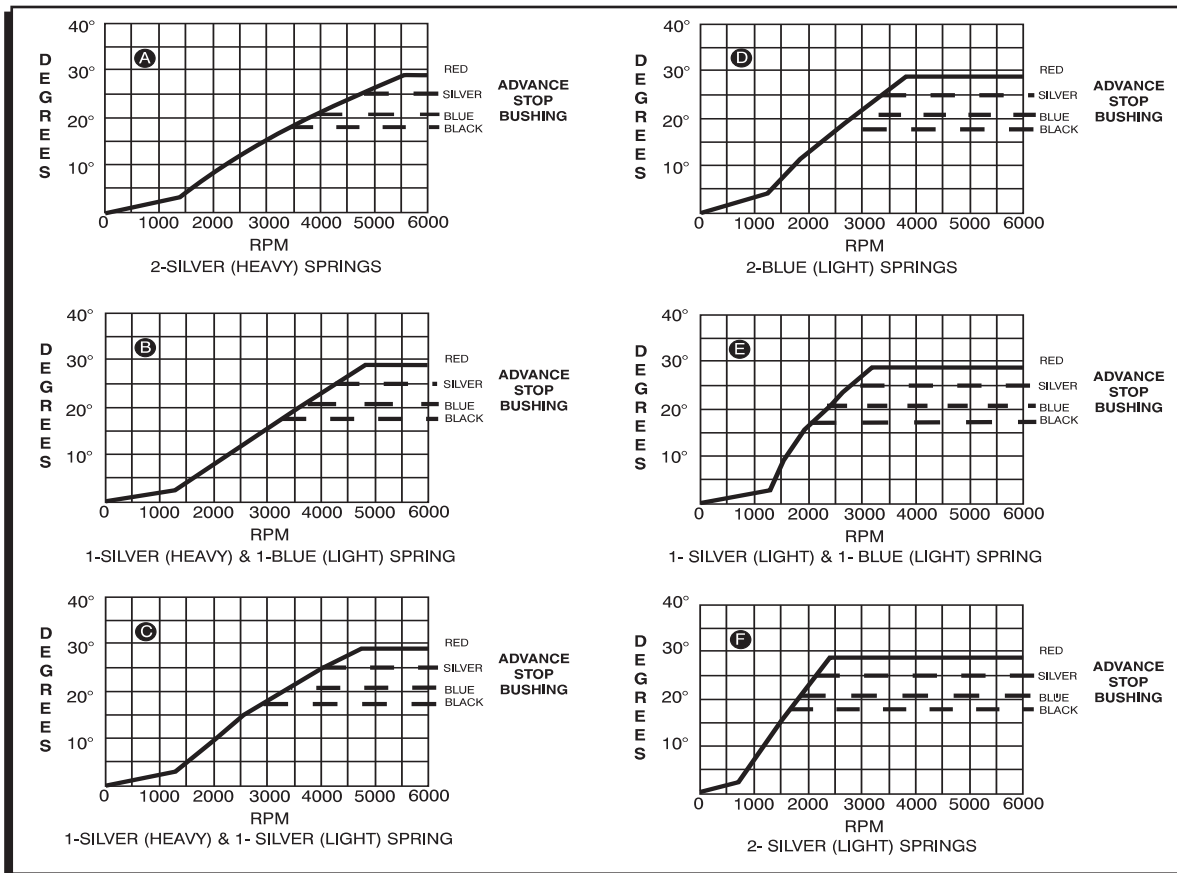 A
DEGREES
40°
30°
20°
10°
0 1000 2000 3000 4000 5000 6000
RPM
RED
SILVER
BLUE
BLACK
ADVANCE
STOP
BUSHING
2-SILVER (HEAVY) SPRINGS
B
DEGREES
40°
30°
20°
10°
0 1000 2000 3000 4000 5000 6000
RPM
RED
SILVER
BLUE
BLACK
ADVANCE
STOP
BUSHING
1-SILVER (HEAVY) & 1-BLUE (LIGHT) SPRING
C
DEGREES
40°
30°
20°
10°
0 1000 2000 3000 4000 5000 6000
RPM
RED
SILVER
BLUE
BLACK
ADVANCE
STOP
BUSHING
1-SILVER (HEAVY) & 1- SILVER (LIGHT) SPRING
D
DEGREES
40°
30°
20°
10°
0 1000 2000 3000 4000 5000 6000
RPM
RED
SILVER
BLUE
BLACK
ADVANCE
STOP
BUSHING
2-BLUE (LIGHT) SPRINGS
E
DEGREES
40°
30°
20°
10°
0 1000 2000 3000 4000 5000 6000
RPM
RED
SILVER
BLUE
BLACK
ADVANCE
STOP
BUSHING
1- SILVER (LIGHT) & 1- BLUE (LIGHT) SPRING
F
DEGREES
40°
30°
20°
10°
0 1000 2000 3000 4000 5000 6000
RPM
RED
SILVER
BLUE
BLACK
ADVANCE
STOP
BUSHING
2- SILVER (LIGHT) SPRINGS